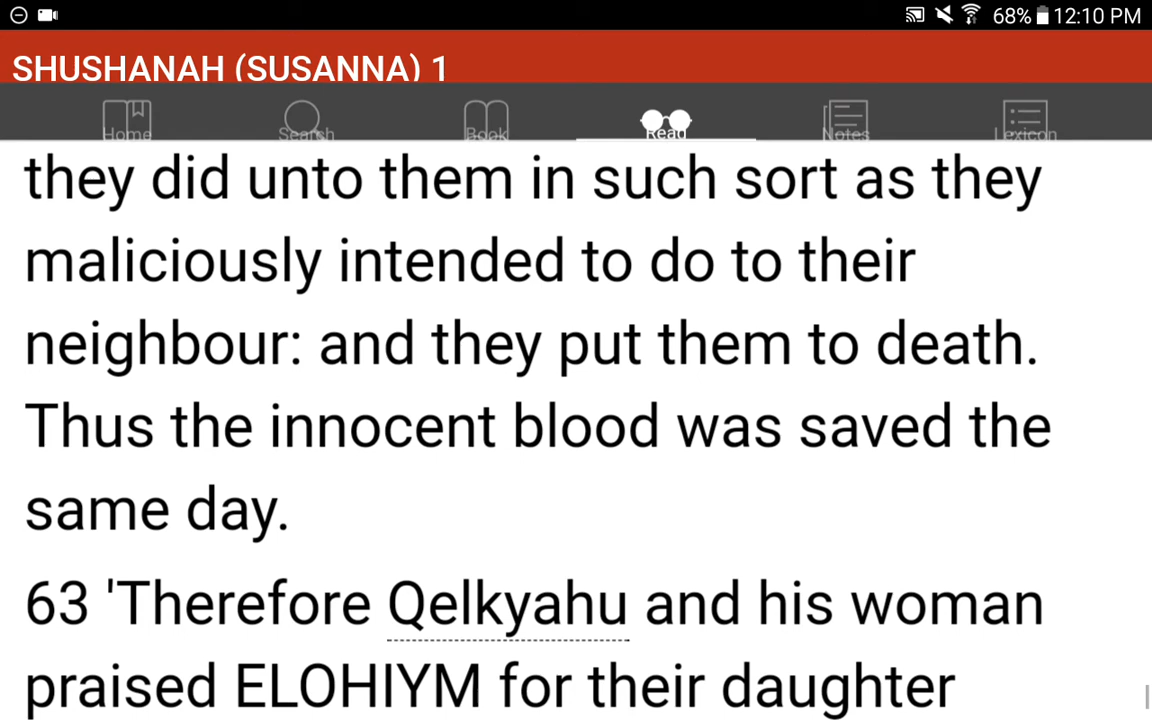 68% 12:10 PM
SHUSHANAH (SUSANNA) 1
Home Search Book Read Notes Lexicon
they did unto them in such sort as they
maliciously intended to do to their
neighbour: and they put them to death.
Thus the innocent blood was saved the
same day.
63 'Therefore Qelkyahu and his woman
praised ELOHIYM for their daughter